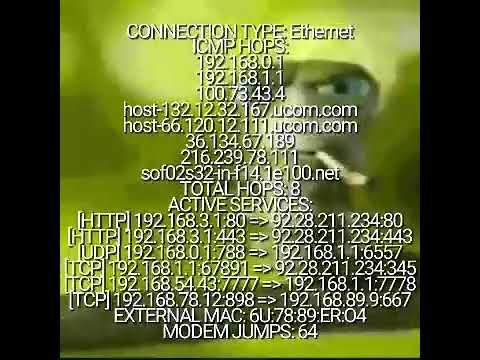 CONNECTION TYPE: Ethernet
ICMP HOPS:
192.168.0.1
192.168.1.1
100.73.43.4
host-132.12.32.167.ucom.com
host-66.120.12.111.ucom.com
36.134.67.189
216.239.78.111
sof02s32-in-f14.1e100.net
TOTAL HOPS: 8
ACTIVE SERVICES:
[HTTP] 192.168.3.1:80 => 92.28.211.234:80
[HTTP] 192.168.3.1:443 => 92.28.211.234:443
[UDP] 192.168.0.1:788 => 192.168.1.1:6557
[TCP] 192.168.1.1:67891 => 92.28.211.234:345
[TCP] 192.168.54.43:7777 => 192.168.1.1:7778
[TCP] 192.168.78.12:898 => 192.168.89.9:667
EXTERNAL MAC: 6U:78:89:ER:O4
MODEM JUMPS: 64